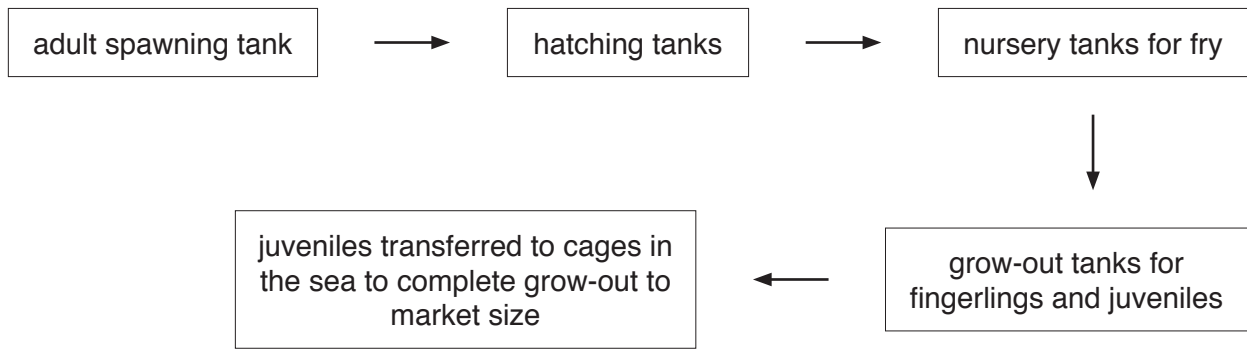 adult spawning tank
hatching tanks
nursery tanks for fry
grow-out tanks for
fingerlings and juveniles
juveniles transferred to cages in
the sea to complete grow-out to
market size